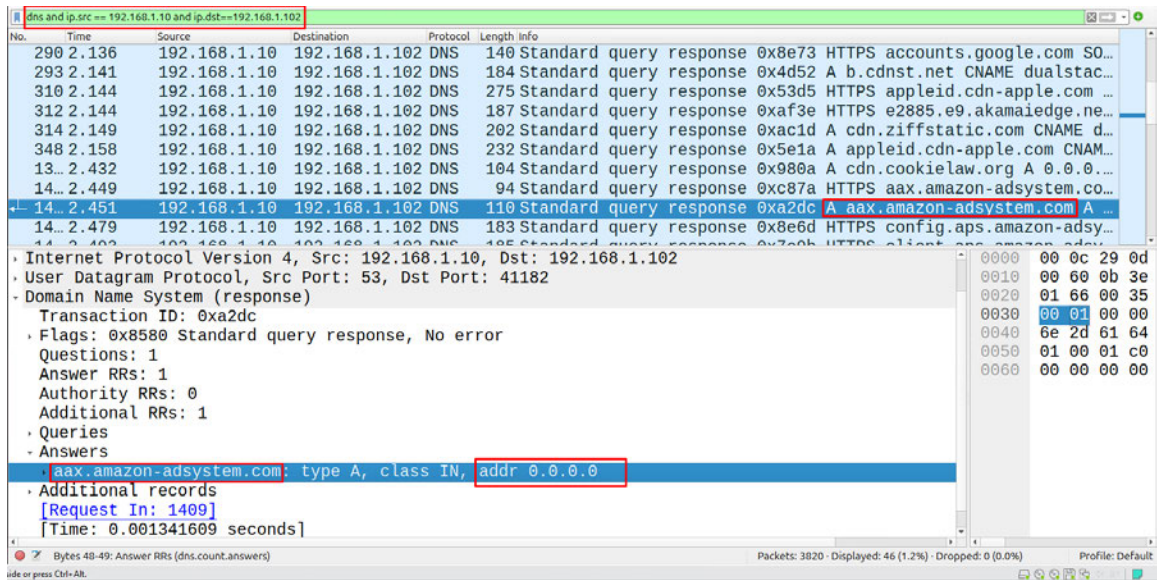 dns and ip.src == 192.168.1.10 and ip.dst==192.168.1.102
No. Time Source Destination Protocol Length Info
290 2.136 192.168.1.10 192.168.1.102 DNS 140 Standard query response 0x8e73 HTTPS accounts.google.com SO…
293 2.141 192.168.1.10 192.168.1.102 DNS 184 Standard query response 0x4d52 A b.cdnst.net CNAME dualstac…
310 2.144 192.168.1.10 192.168.1.102 DNS 275 Standard query response 0x53d5 HTTPS appleid.cdn-apple.com …
312 2.144 192.168.1.10 192.168.1.102 DNS 187 Standard query response 0xaf3e HTTPS e2885.e9.akamaiedge.ne…
314 2.149 192.168.1.10 192.168.1.102 DNS 202 Standard query response 0xac1d A cdn.ziffstatic.com CNAME d…
348 2.158 192.168.1.10 192.168.1.102 DNS 232 Standard query response 0x5e1a A appleid.cdn-apple.com CNAM…
13… 2.432 192.168.1.10 192.168.1.102 DNS 104 Standard query response 0x980a A cdn.cookielaw.org A 0.0.0.…
14… 2.449 192.168.1.10 192.168.1.102 DNS 94 Standard query response 0xc87a HTTPS aax.amazon-adsystem.co…
14… 2.451 192.168.1.10 192.168.1.102 DNS 110 Standard query response 0xa2dc A aax.amazon-adsystem.com A …
14… 2.479 192.168.1.10 192.168.1.102 DNS 183 Standard query response 0x8e6d HTTPS config.aps.amazon-adsy…
Internet Protocol Version 4, Src: 192.168.1.10, Dst: 192.168.1.102
User Datagram Protocol, Src Port: 53, Dst Port: 41182
Domain Name System (response)
Transaction ID: 0xa2dc
Flags: 0x8580 Standard query response, No error
Questions: 1
Answer RRs: 1
Authority RRs: 0
Additional RRs: 1
Queries
Answers
aax.amazon-adsystem.com: type A, class IN, addr 0.0.0.0
Additional records
[Request In: 1409]
[Time: 0.001341609 seconds]
0000 00 0c 29 0d
0010 00 60 0b 3e
0020 01 66 00 35
0030 00 01 00 00
0040 6e 2d 61 64
0050 01 00 01 c0
0060 00 00 00 00
Bytes 48-49: Answer RRs (dns.count.answers) Packets: 3820 · Displayed: 46 (1.2%) · Dropped: 0 (0.0%) Profile: Default
ide or press Ctrl+Alt.